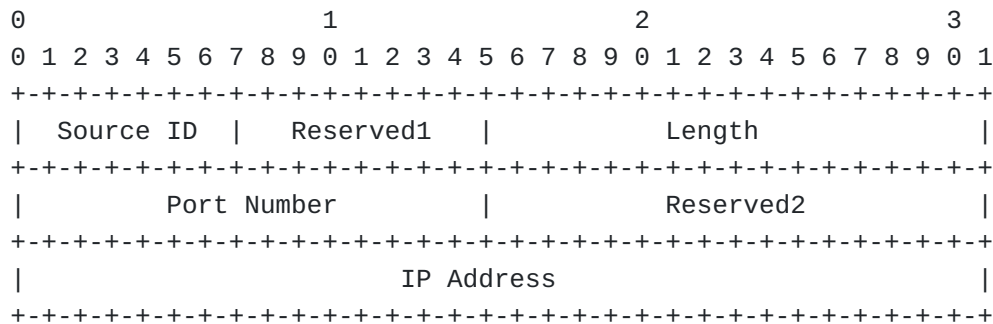 0                   1                   2                   3
0 1 2 3 4 5 6 7 8 9 0 1 2 3 4 5 6 7 8 9 0 1 2 3 4 5 6 7 8 9 0 1
+-+-+-+-+-+-+-+-+-+-+-+-+-+-+-+-+-+-+-+-+-+-+-+-+-+-+-+-+-+-+-+
|  Source ID  |   Reserved1   |           Length              |
+-+-+-+-+-+-+-+-+-+-+-+-+-+-+-+-+-+-+-+-+-+-+-+-+-+-+-+-+-+-+-+
|         Port Number         |           Reserved2           |
+-+-+-+-+-+-+-+-+-+-+-+-+-+-+-+-+-+-+-+-+-+-+-+-+-+-+-+-+-+-+-+
|                        IP Address                           |
+-+-+-+-+-+-+-+-+-+-+-+-+-+-+-+-+-+-+-+-+-+-+-+-+-+-+-+-+-+-+-+